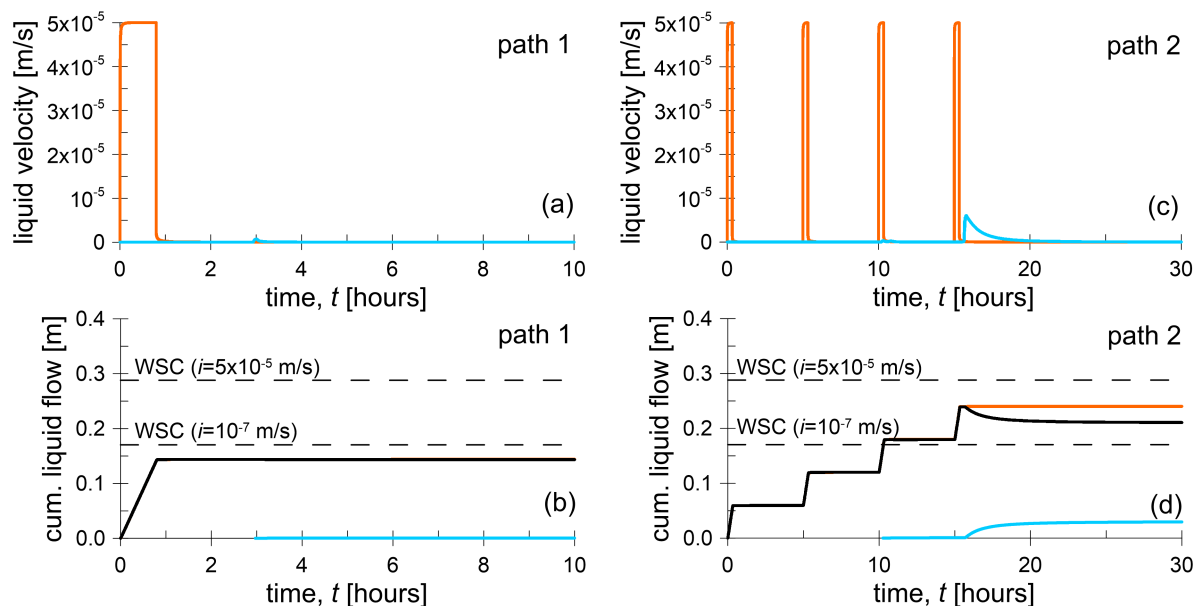 5x10-5
4x10-5
3x10-5
2x10-5
10-5
0
liquid velocity [m/s]
path 1
(a)
0 2 4 6 8 10
time, t [hours]
5x10-5
4x10-5
3x10-5
2x10-5
10-5
0
liquid velocity [m/s]
path 2
(c)
0 10 20 30
time, t [hours]
0.4
0.3
0.2
0.1
0.0
cum. liquid flow [m]
path 1
WSC (i=5x10-5 m/s)
WSC (i=10-7 m/s)
(b)
0 2 4 6 8 10
time, t [hours]
0.4
0.3
0.2
0.1
0.0
cum. liquid flow [m]
path 2
WSC (i=5x10-5 m/s)
WSC (i=10-7 m/s)
(d)
0 10 20 30
time, t [hours]